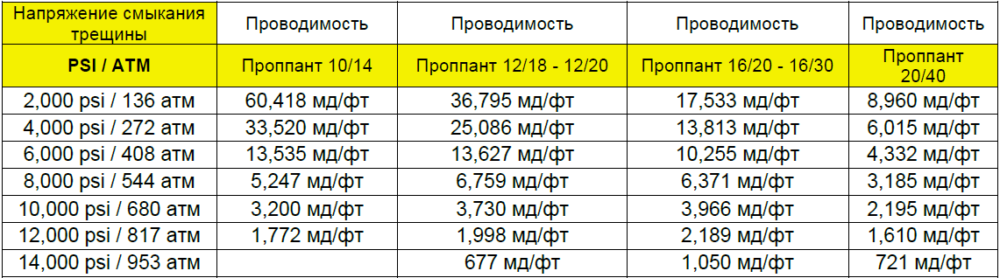 Напряжение смыкания трещины | Проводимость | Проводимость | Проводимость | Проводимость
PSI / ATM | Проппант 10/14 | Проппант 12/18 - 12/20 | Проппант 16/20 - 16/30 | Проппант 20/40
2,000 psi / 136 атм | 60,418 мд/фт | 36,795 мд/фт | 17,533 мд/фт | 8,960 мд/фт
4,000 psi / 272 атм | 33,520 мд/фт | 25,086 мд/фт | 13,813 мд/фт | 6,015 мд/фт
6,000 psi / 408 атм | 13,535 мд/фт | 13,627 мд/фт | 10,255 мд/фт | 4,332 мд/фт
8,000 psi / 544 атм | 5,247 мд/фт | 6,759 мд/фт | 6,371 мд/фт | 3,185 мд/фт
10,000 psi / 680 атм | 3,200 мд/фт | 3,730 мд/фт | 3,966 мд/фт | 2,195 мд/фт
12,000 psi / 817 атм | 1,772 мд/фт | 1,998 мд/фт | 2,189 мд/фт | 1,610 мд/фт
14,000 psi / 953 атм | | 677 мд/фт | 1,050 мд/фт | 721 мд/фт